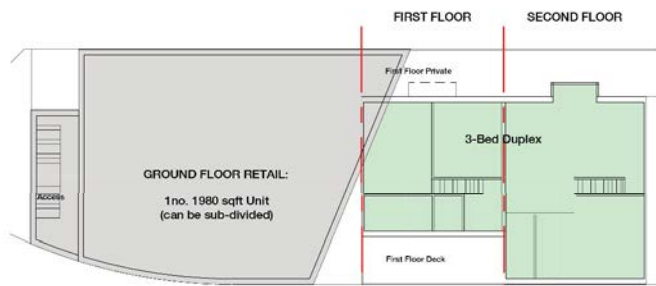 FIRST FLOOR
SECOND FLOOR
First Floor Private
3-Bed Duplex
GROUND FLOOR RETAIL:
1no. 1980 sqft Unit
(can be sub-divided)
Access
First Floor Deck